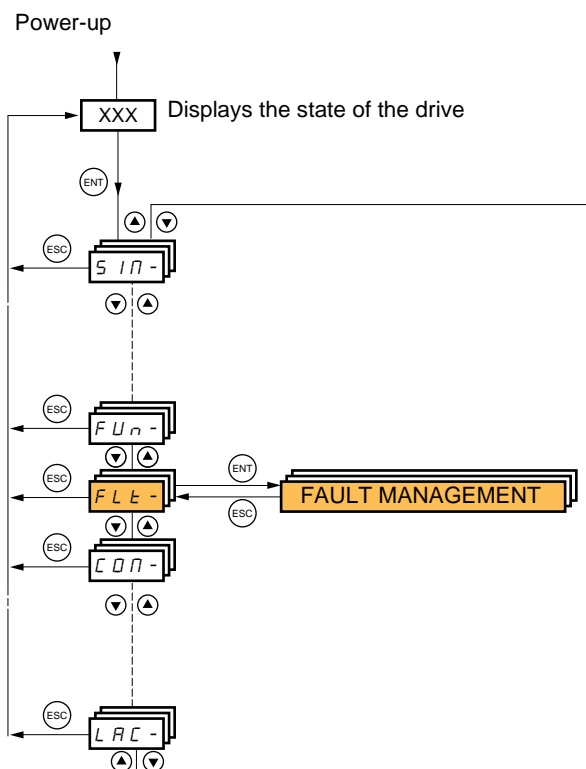 Power-up
XXX
Displays the state of the drive
ENT
ESC
SIM-
ESC
FUn-
ESC
FLt-
ENT
ESC
FAULT MANAGEMENT
ESC
COM-
ESC
LAC-